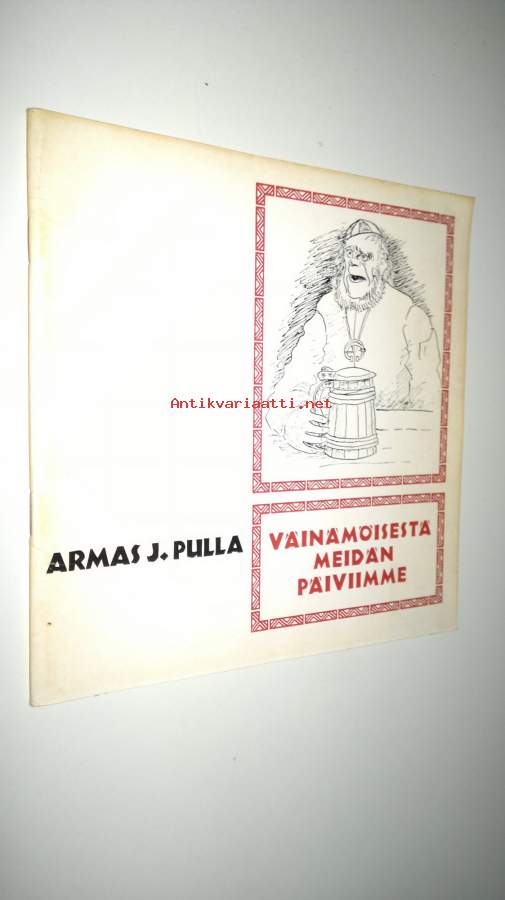 Antikvariaatti.net
ARMAS J. PULLA
VÄINÄMÖISESTÄ
MEIDÄN
PÄIVIIMME